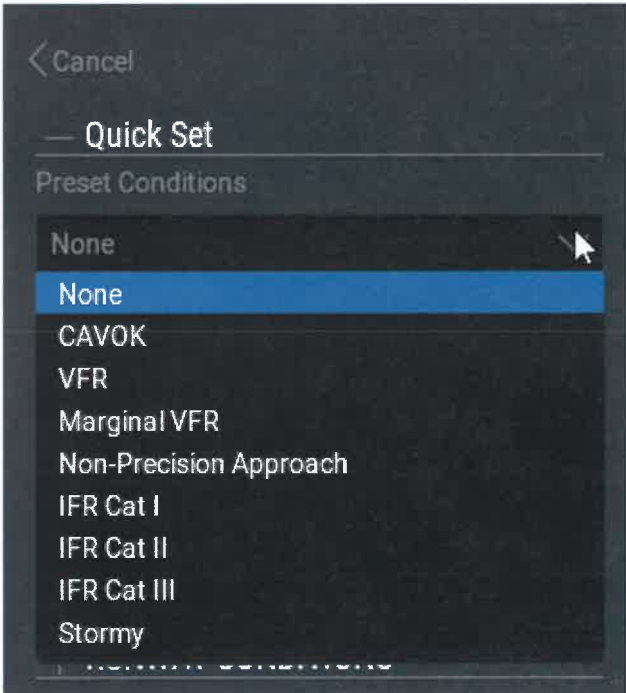 Cancel
Quick Set
Preset Conditions
None
None
CAVOK
VFR
Marginal VFR
Non-Precision Approach
IFR Cat I
IFR Cat II
IFR Cat III
Stormy